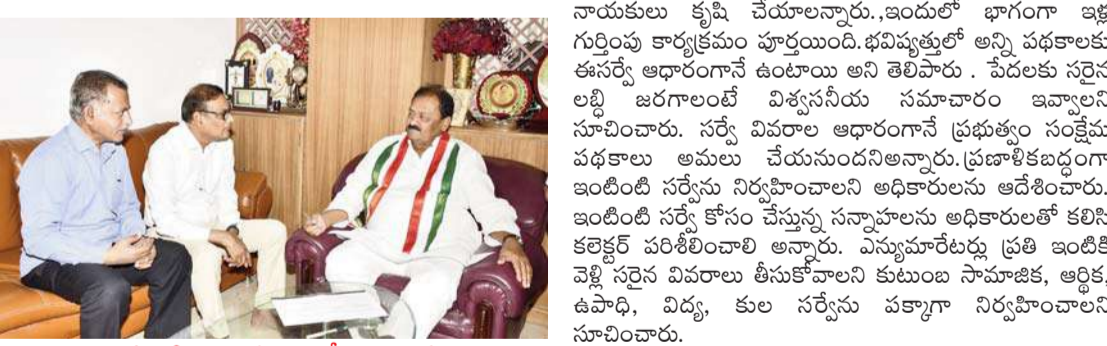 నాయకులు కృషి చేయాలన్నారు.,ఇందులో భాగంగా ఇళ్ల
గుర్తింపు కార్యక్రమం పూర్తయింది.భవిష్యత్తులో అన్ని పథకాలకు
ఈసర్వే ఆధారంగానే ఉంటాయి అని తెలిపారు . పేదలకు సరైన
లబ్ధి జరగాలంటే విశ్వసనీయ సమాచారం ఇవ్వాలని
సూచించారు. సర్వే వివరాల ఆధారంగానే ప్రభుత్వం సంక్షేమ
పథకాలు అమలు చేయనుందనిఅన్నారు.ప్రణాళికబద్ధంగా
ఇంటింటి సర్వేను నిర్వహించాలని అధికారులను ఆదేశించారు.
ఇంటింటి సర్వే కోసం చేస్తున్న సన్నాహలను అధికారులతో కలిసి
కలెక్టర్ పరిశీలించాలి అన్నారు. ఎన్యుమారేటర్లు ప్రతి ఇంటికి
వెళ్లి సరైన వివరాలు తీసుకోవాలని కుటుంబ సామాజిక, ఆర్థిక,
ఉపాధి, విద్య, కుల సర్వేను పక్కాగా నిర్వహించాలని
సూచించారు.